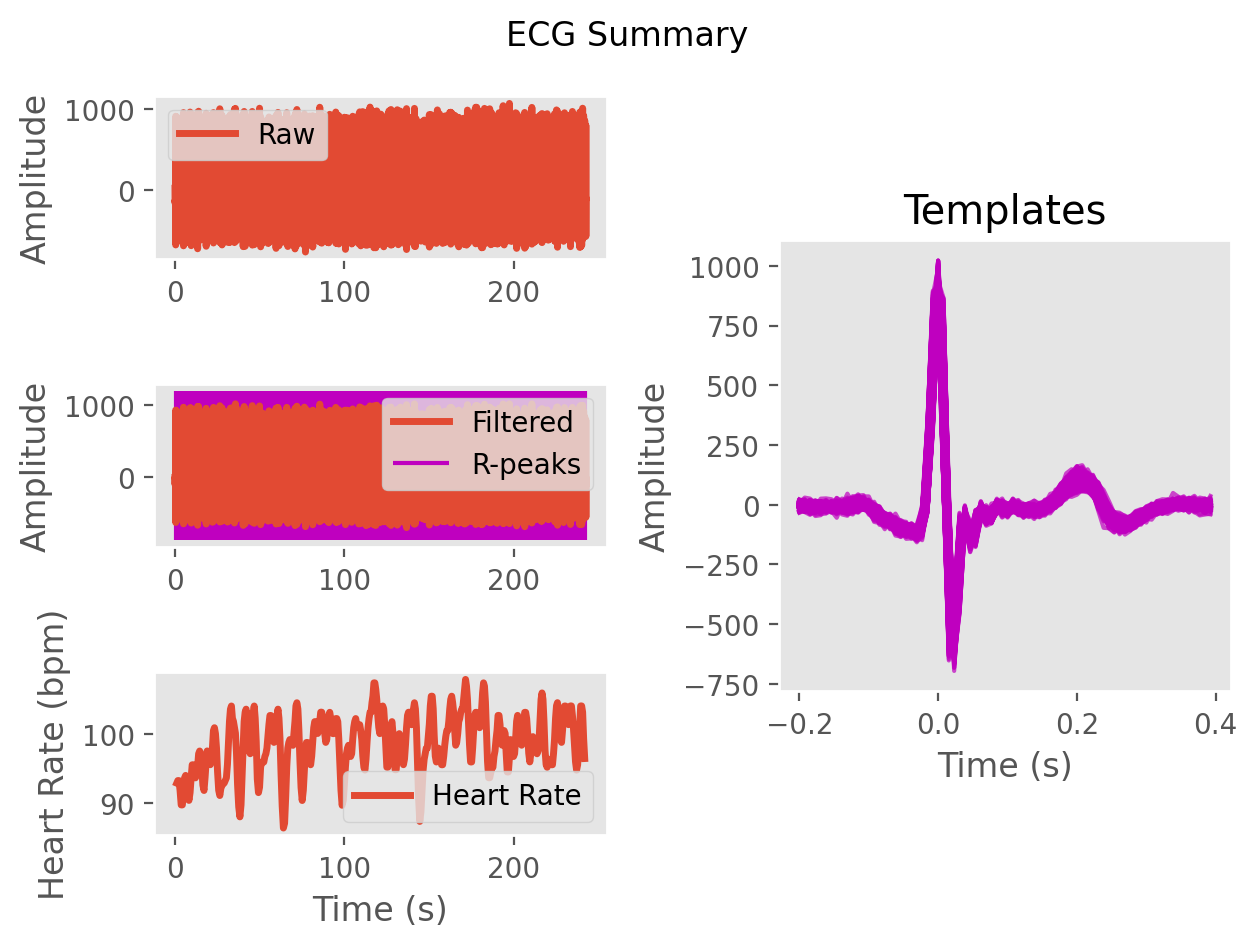 ECG Summary
Amplitude
1000
0
Raw
0 100 200
Amplitude
1000
0
Filtered
R-peaks
0 100 200
Heart Rate (bpm)
100
90
Heart Rate
0 100 200
Time (s)
Templates
Amplitude
1000
750
500
250
0
−250
−500
−750
−0.2 0.0 0.2 0.4
Time (s)